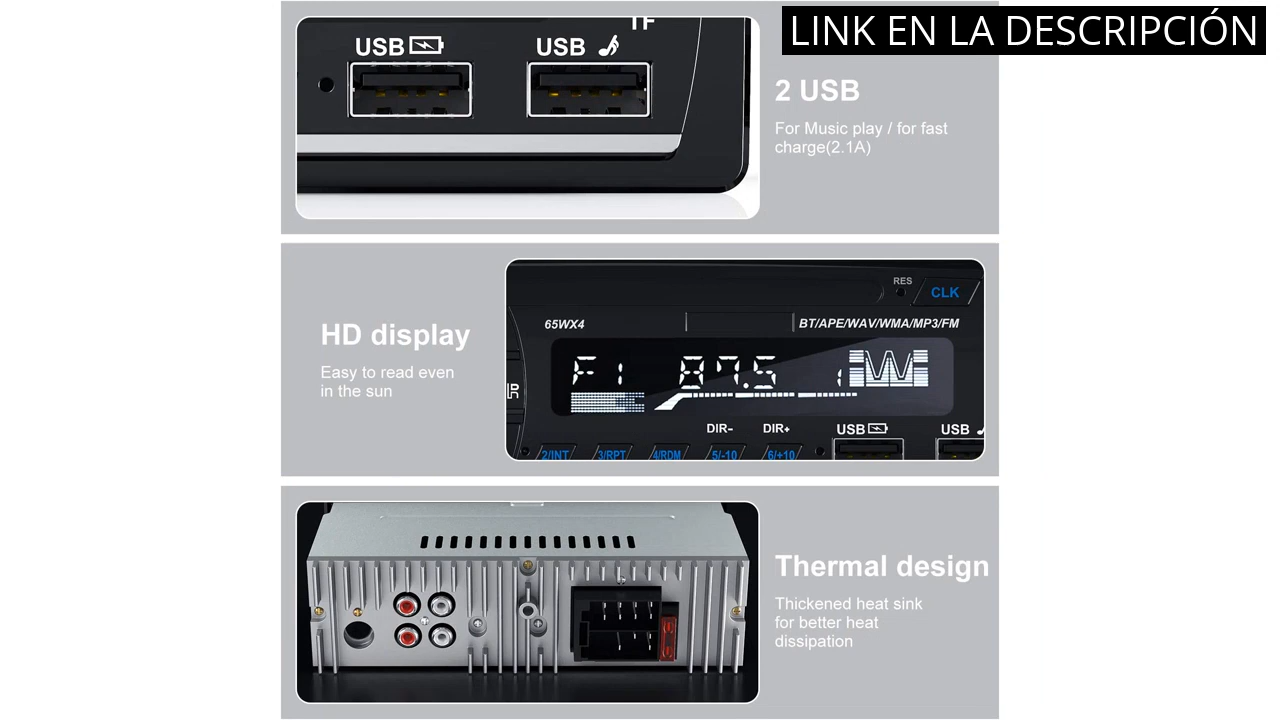 LINK EN LA DESCRIPCIÓN
TF
USB
USB
2 USB
For Music play / for fast
charge(2.1A)
HD display
Easy to read even
in the sun
RES
CLK
65WX4
BT/APE/WAV/WMA/MP3/FM
F1 87.5 1
DIR- DIR+
USB
USB
2/INT 3/RPT 4/RDM 5/-10 6/+10
Thermal design
Thickened heat sink
for better heat
dissipation